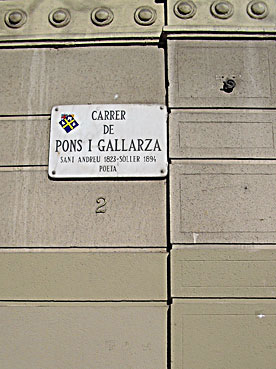 CARRER
DE
PONS I GALLARZA
SANT ANDREU 1823-SOLLER 1894
POETA
2